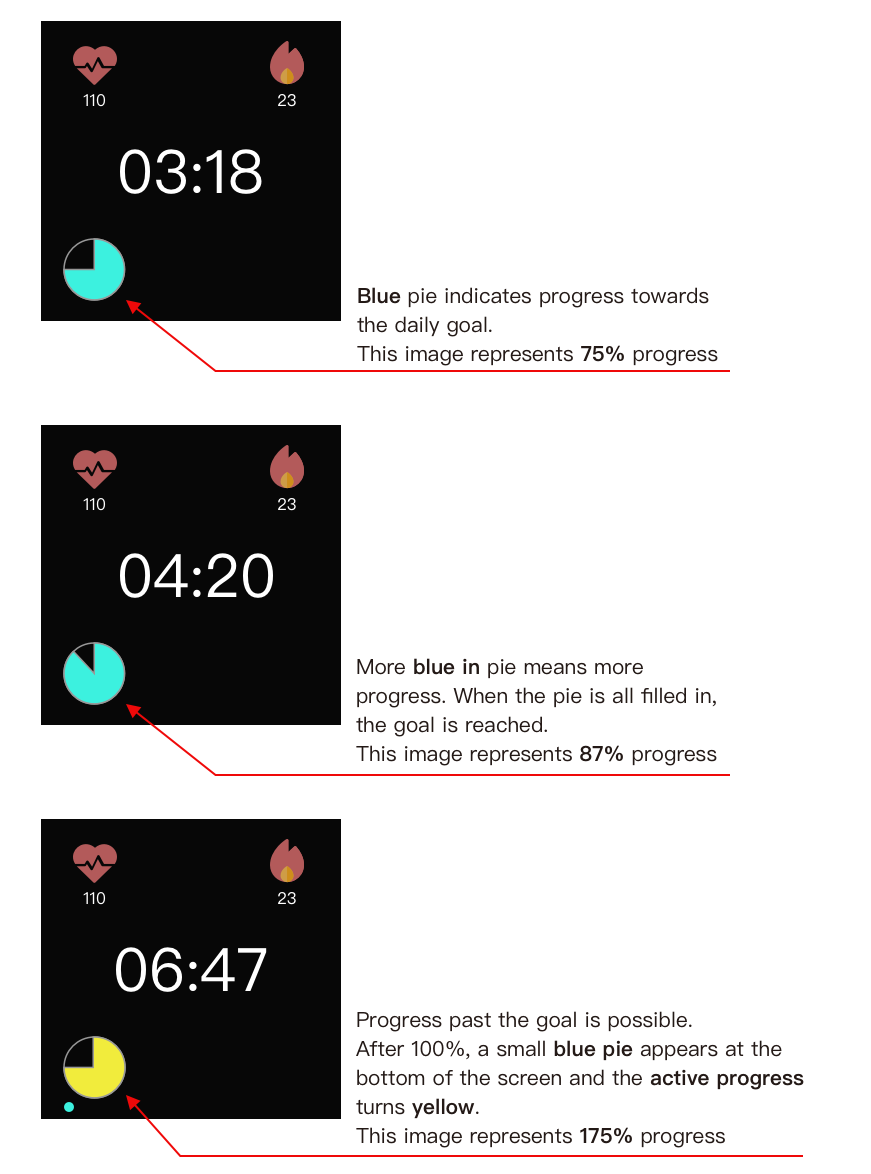 110
23
03:18
Blue pie indicates progress towards
the daily goal.
This image represents 75% progress
110
23
04:20
More blue in pie means more
progress. When the pie is all filled in,
the goal is reached.
This image represents 87% progress
110
23
06:47
Progress past the goal is possible.
After 100%, a small blue pie appears at the
bottom of the screen and the active progress
turns yellow.
This image represents 175% progress